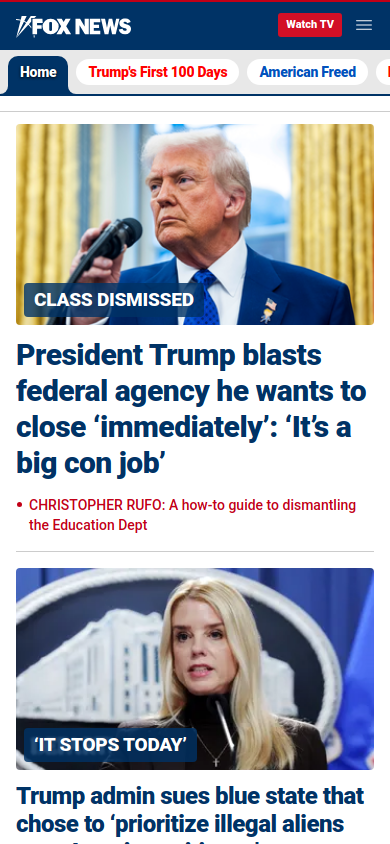 FOX NEWS
Watch TV
Home
Trump's First 100 Days
American Freed
CLASS DISMISSED
President Trump blasts
federal agency he wants to
close ‘immediately’: ‘It’s a
big con job’
• CHRISTOPHER RUFO: A how-to guide to dismantling
the Education Dept
‘IT STOPS TODAY’
Trump admin sues blue state that
chose to ‘prioritize illegal aliens